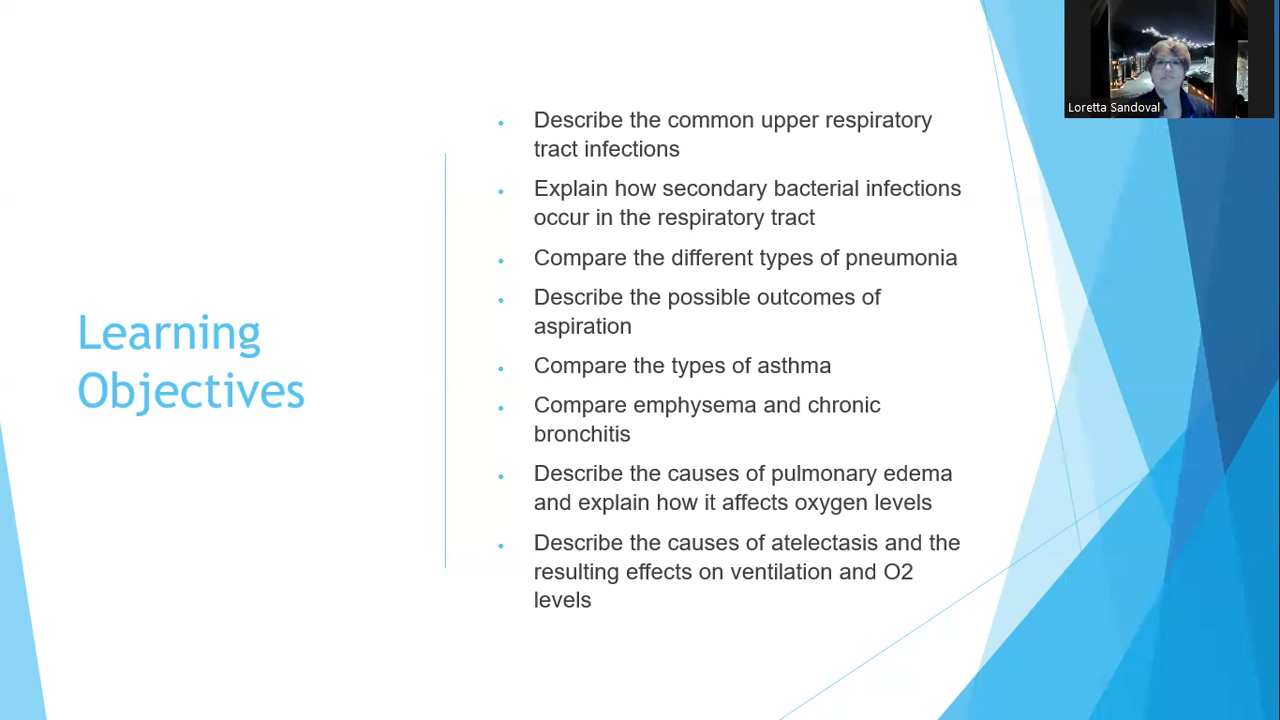 Loretta Sandoval
Learning
Objectives
Describe the common upper respiratory
tract infections
Explain how secondary bacterial infections
occur in the respiratory tract
Compare the different types of pneumonia
Describe the possible outcomes of
aspiration
Compare the types of asthma
Compare emphysema and chronic
bronchitis
Describe the causes of pulmonary edema
and explain how it affects oxygen levels
Describe the causes of atelectasis and the
resulting effects on ventilation and O2
levels